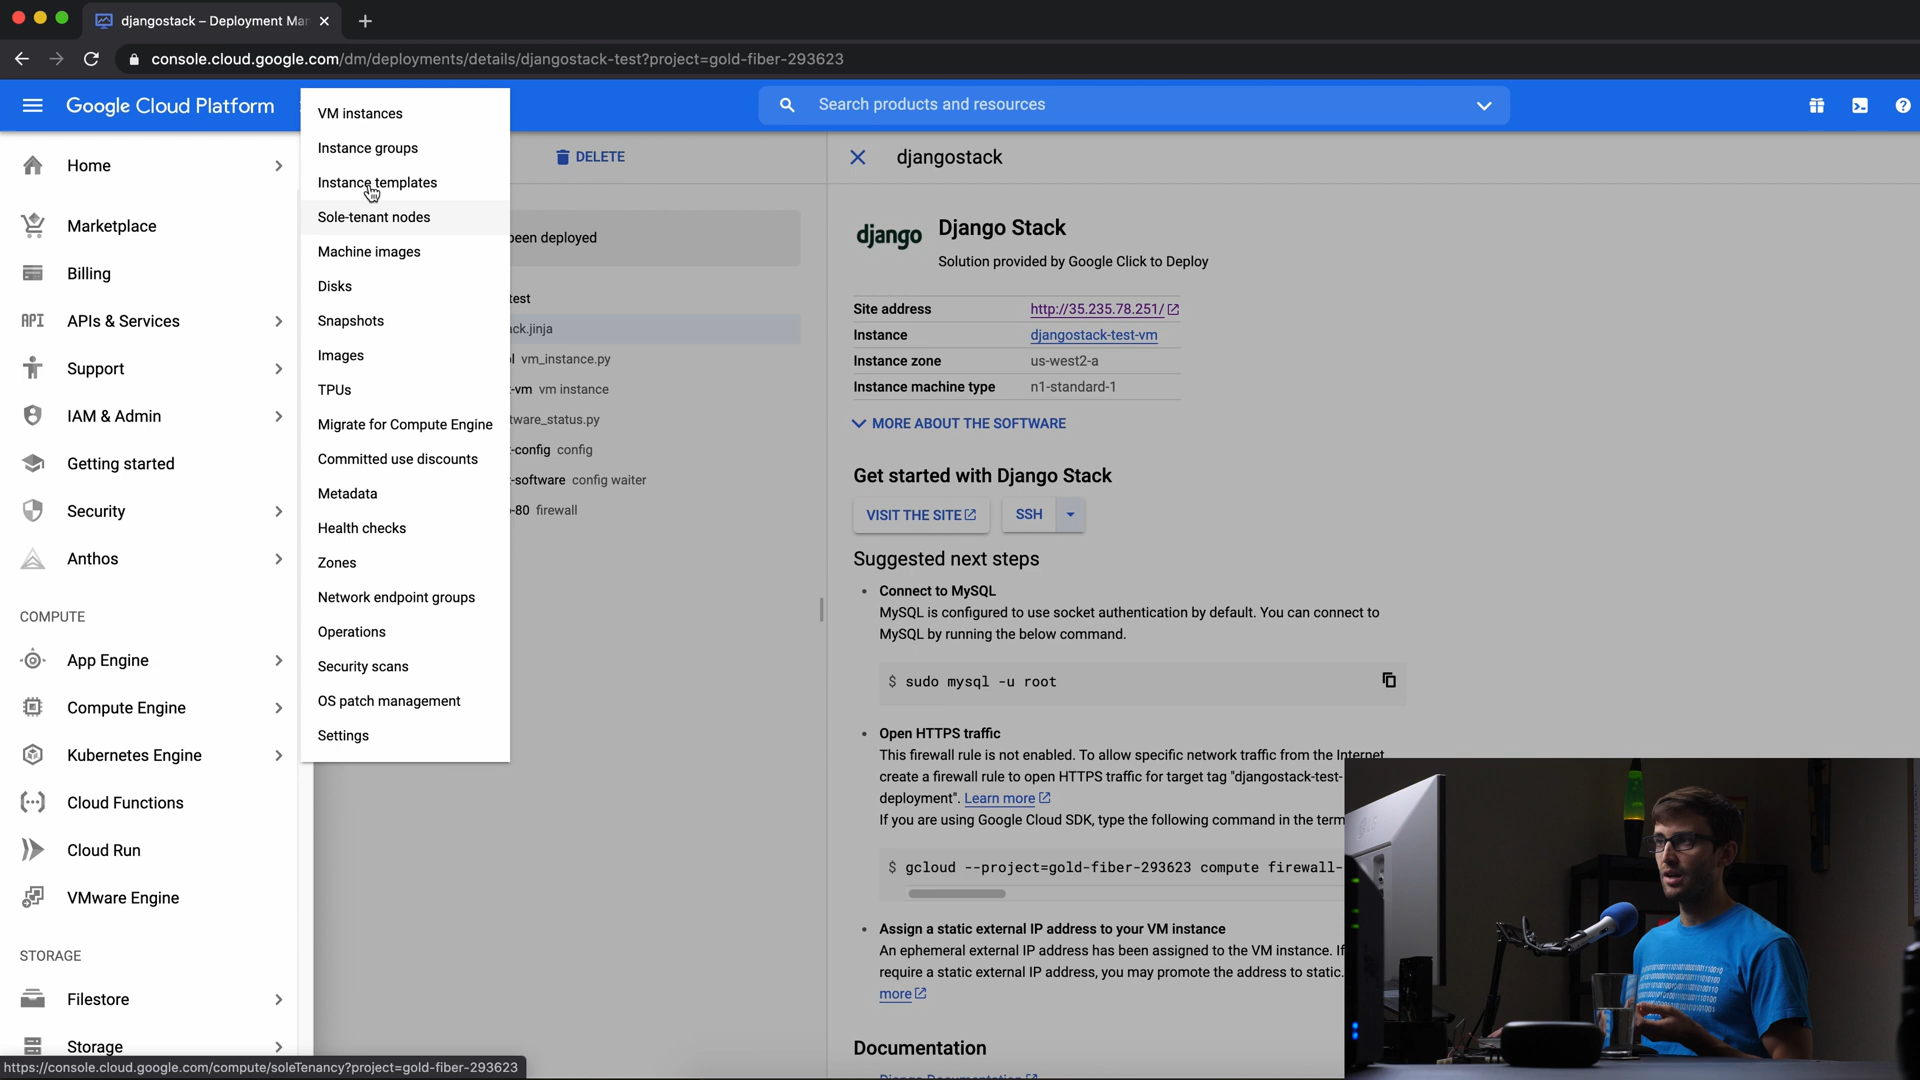 djangostack – Deployment Man
console.cloud.google.com/dm/deployments/details/djangostack-test?project=gold-fiber-293623
Google Cloud Platform
Search products and resources
Home
Marketplace
Billing
APIs & Services
Support
IAM & Admin
Getting started
Security
Anthos
COMPUTE
App Engine
Compute Engine
Kubernetes Engine
Cloud Functions
Cloud Run
VMware Engine
STORAGE
Filestore
Storage
https://console.cloud.google.com/compute/soleTenancy?project=gold-fiber-293623
VM instances
Instance groups
Instance templates
Sole-tenant nodes
Machine images
Disks
Snapshots
Images
TPUs
Migrate for Compute Engine
Committed use discounts
Metadata
Health checks
Zones
Network endpoint groups
Operations
Security scans
OS patch management
Settings
DELETE
been deployed
test
ack.jinja
vm_instance.py
-vm vm instance
tware_status.py
-config config
-software config waiter
-80 firewall
djangostack
django
Django Stack
Solution provided by Google Click to Deploy
Site address http://35.235.78.251/
Instance djangostack-test-vm
Instance zone us-west2-a
Instance machine type n1-standard-1
MORE ABOUT THE SOFTWARE
Get started with Django Stack
VISIT THE SITE SSH
Suggested next steps
• Connect to MySQL
MySQL is configured to use socket authentication by default. You can connect to
MySQL by running the below command.
$ sudo mysql -u root
• Open HTTPS traffic
This firewall rule is not enabled. To allow specific network traffic from the Internet,
create a firewall rule to open HTTPS traffic for target tag "djangostack-test-
deployment". Learn more
If you are using Google Cloud SDK, type the following command in the term
$ gcloud --project=gold-fiber-293623 compute firewall-
• Assign a static external IP address to your VM instance
An ephemeral external IP address has been assigned to the VM instance. If
require a static external IP address, you may promote the address to static.
more
Documentation